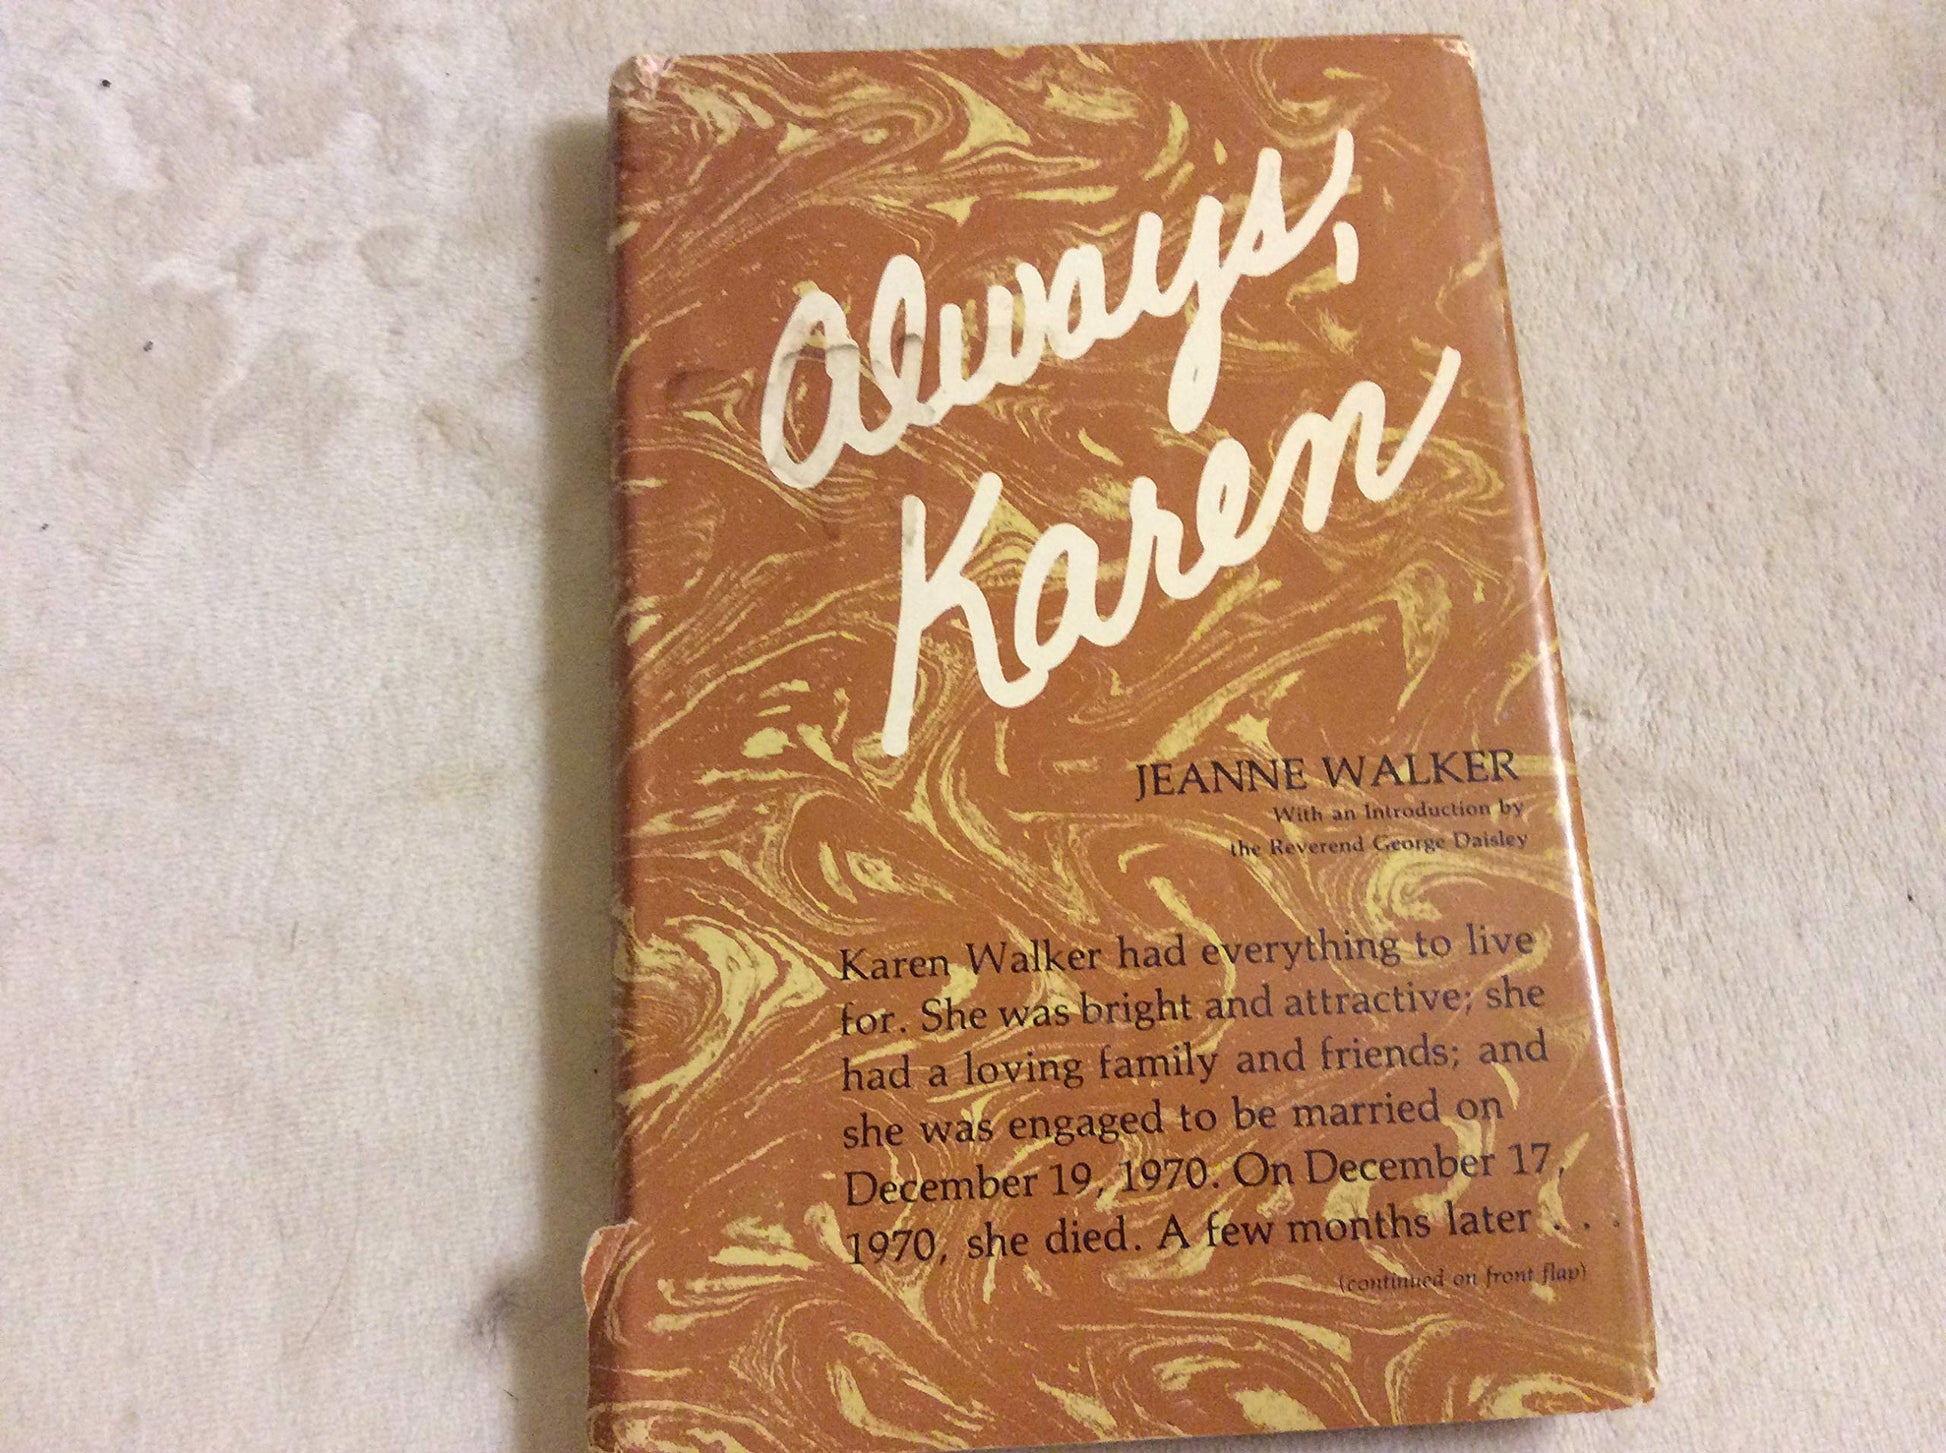 Always,
Karen
JEANNE WALKER
With an Introduction by
the Reverend George Daisley
Karen Walker had everything to live
for. She was bright and attractive; she
had a loving family and friends; and
she was engaged to be married on
December 19, 1970. On December 17,
1970, she died. A few months later . . .
(continued on front flap)